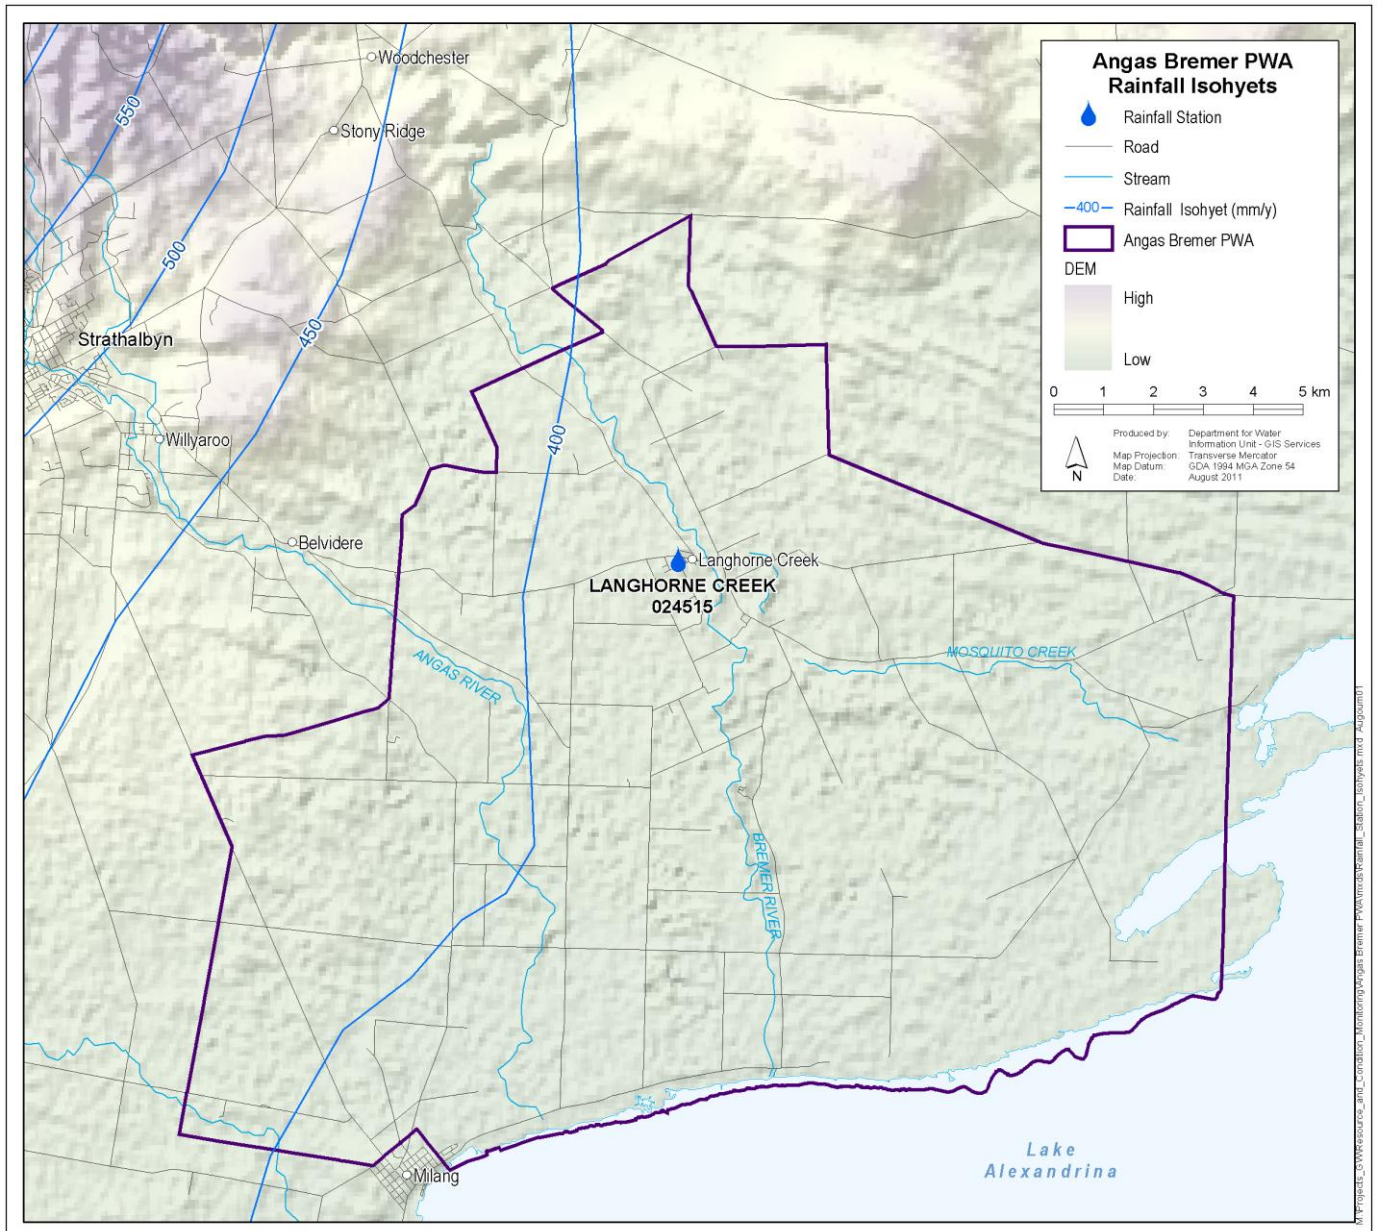 Angas Bremer PWA
Rainfall Isohyets
Rainfall Station
Road
Stream
400
Rainfall Isohyet (mm/y)
Angas Bremer PWA
DEM
High
Low
0 1 2 3 4 5 km
Produced by: Department for Water
Information Unit - GIS Services
Map Projection: Transverse Mercator
Map Datum: GDA 1994 MGA Zone 54
Date: August 2011
N
Woodchester
550
Stony Ridge
500
450
Strathalbyn
400
Willyaroo
Belvidere
Langhorne Creek
LANGHORNE CREEK
024515
ANGAS RIVER
MOSQUITO CREEK
BREMER RIVER
Lake
Alexandrina
Milang